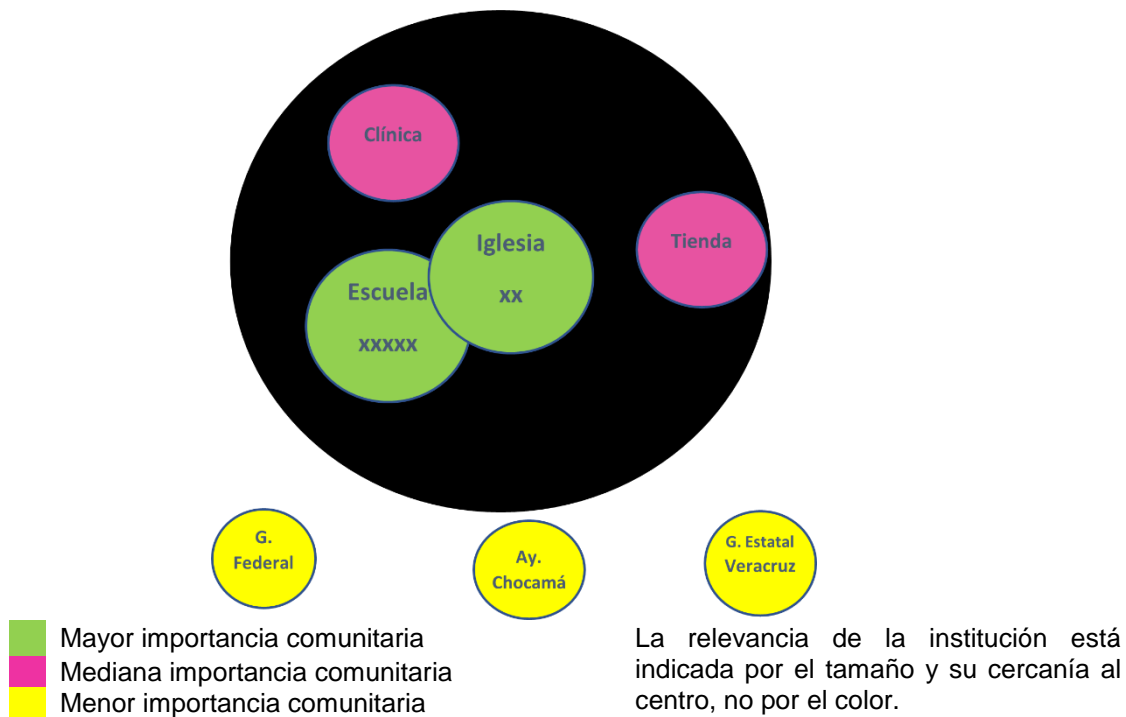 Clínica
Iglesia
xx
Tienda
Escuela
xxxxx
G.
Federal
Ay.
Chocamá
G. Estatal
Veracruz
Mayor importancia comunitaria
Mediana importancia comunitaria
Menor importancia comunitaria
La relevancia de la institución está
indicada por el tamaño y su cercanía al
centro, no por el color.